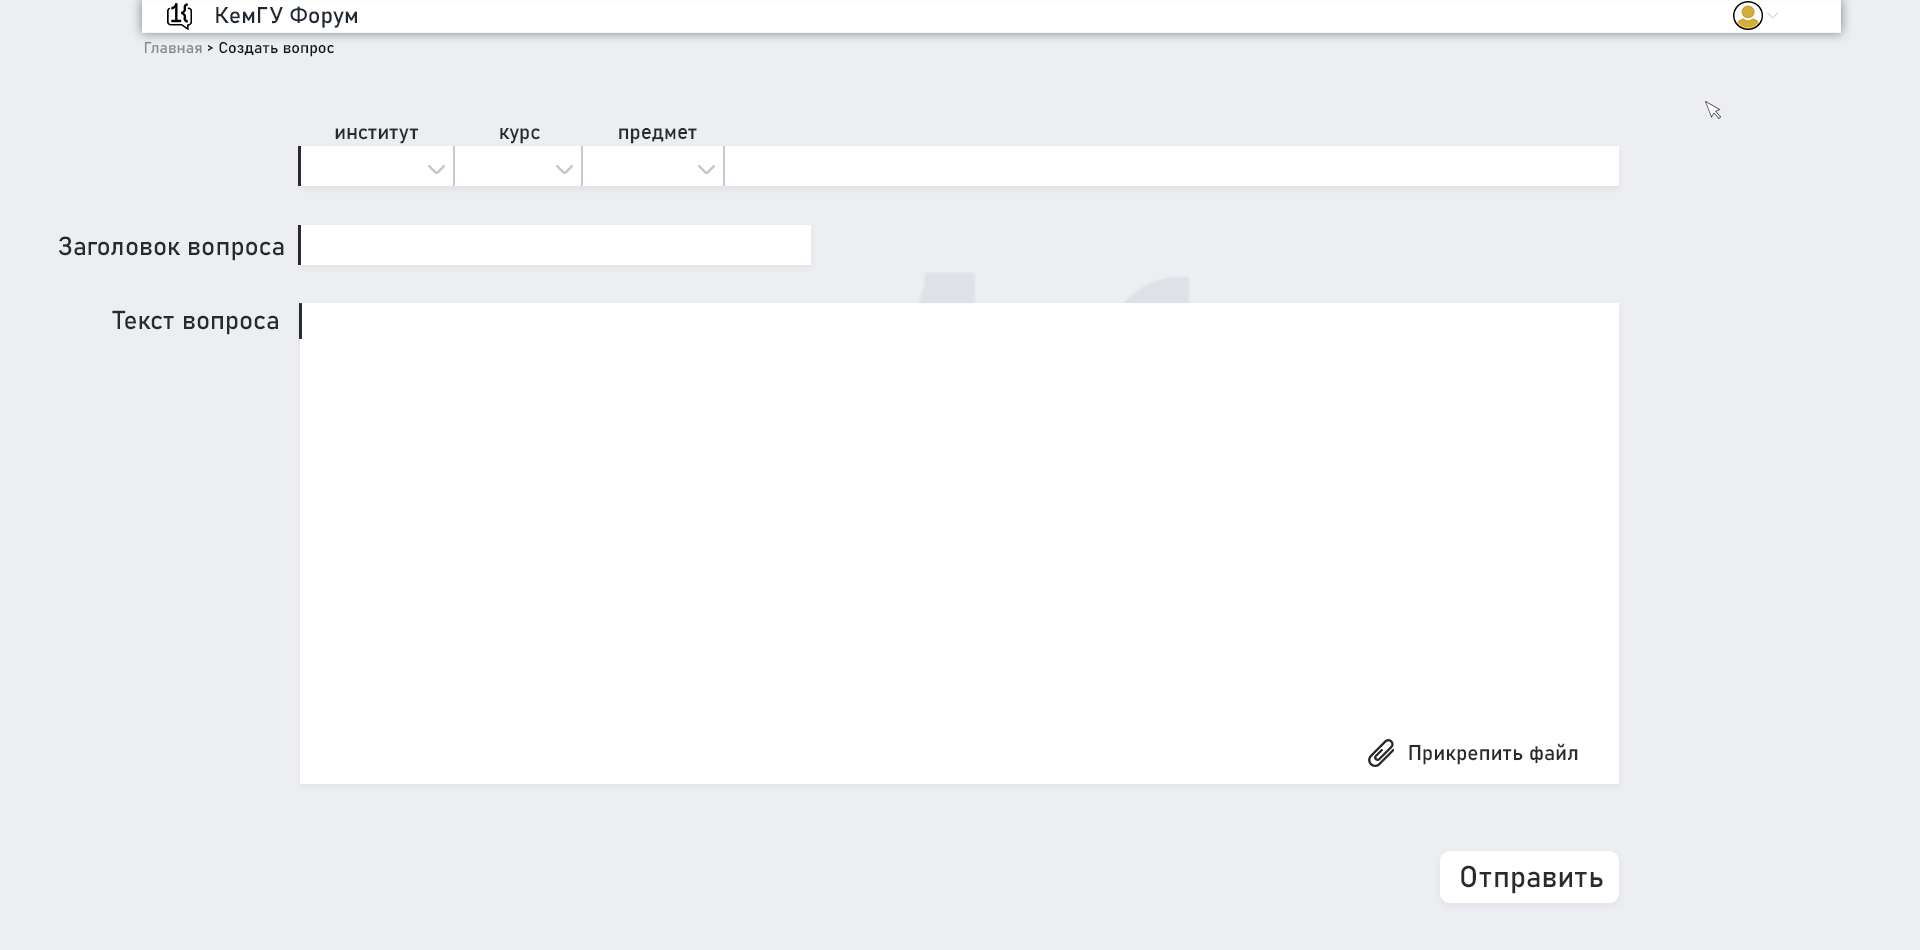 КемГУ Форум
Главная > Создать вопрос
институт курс предмет
Заголовок вопроса
Текст вопроса
Прикрепить файл
Отправить